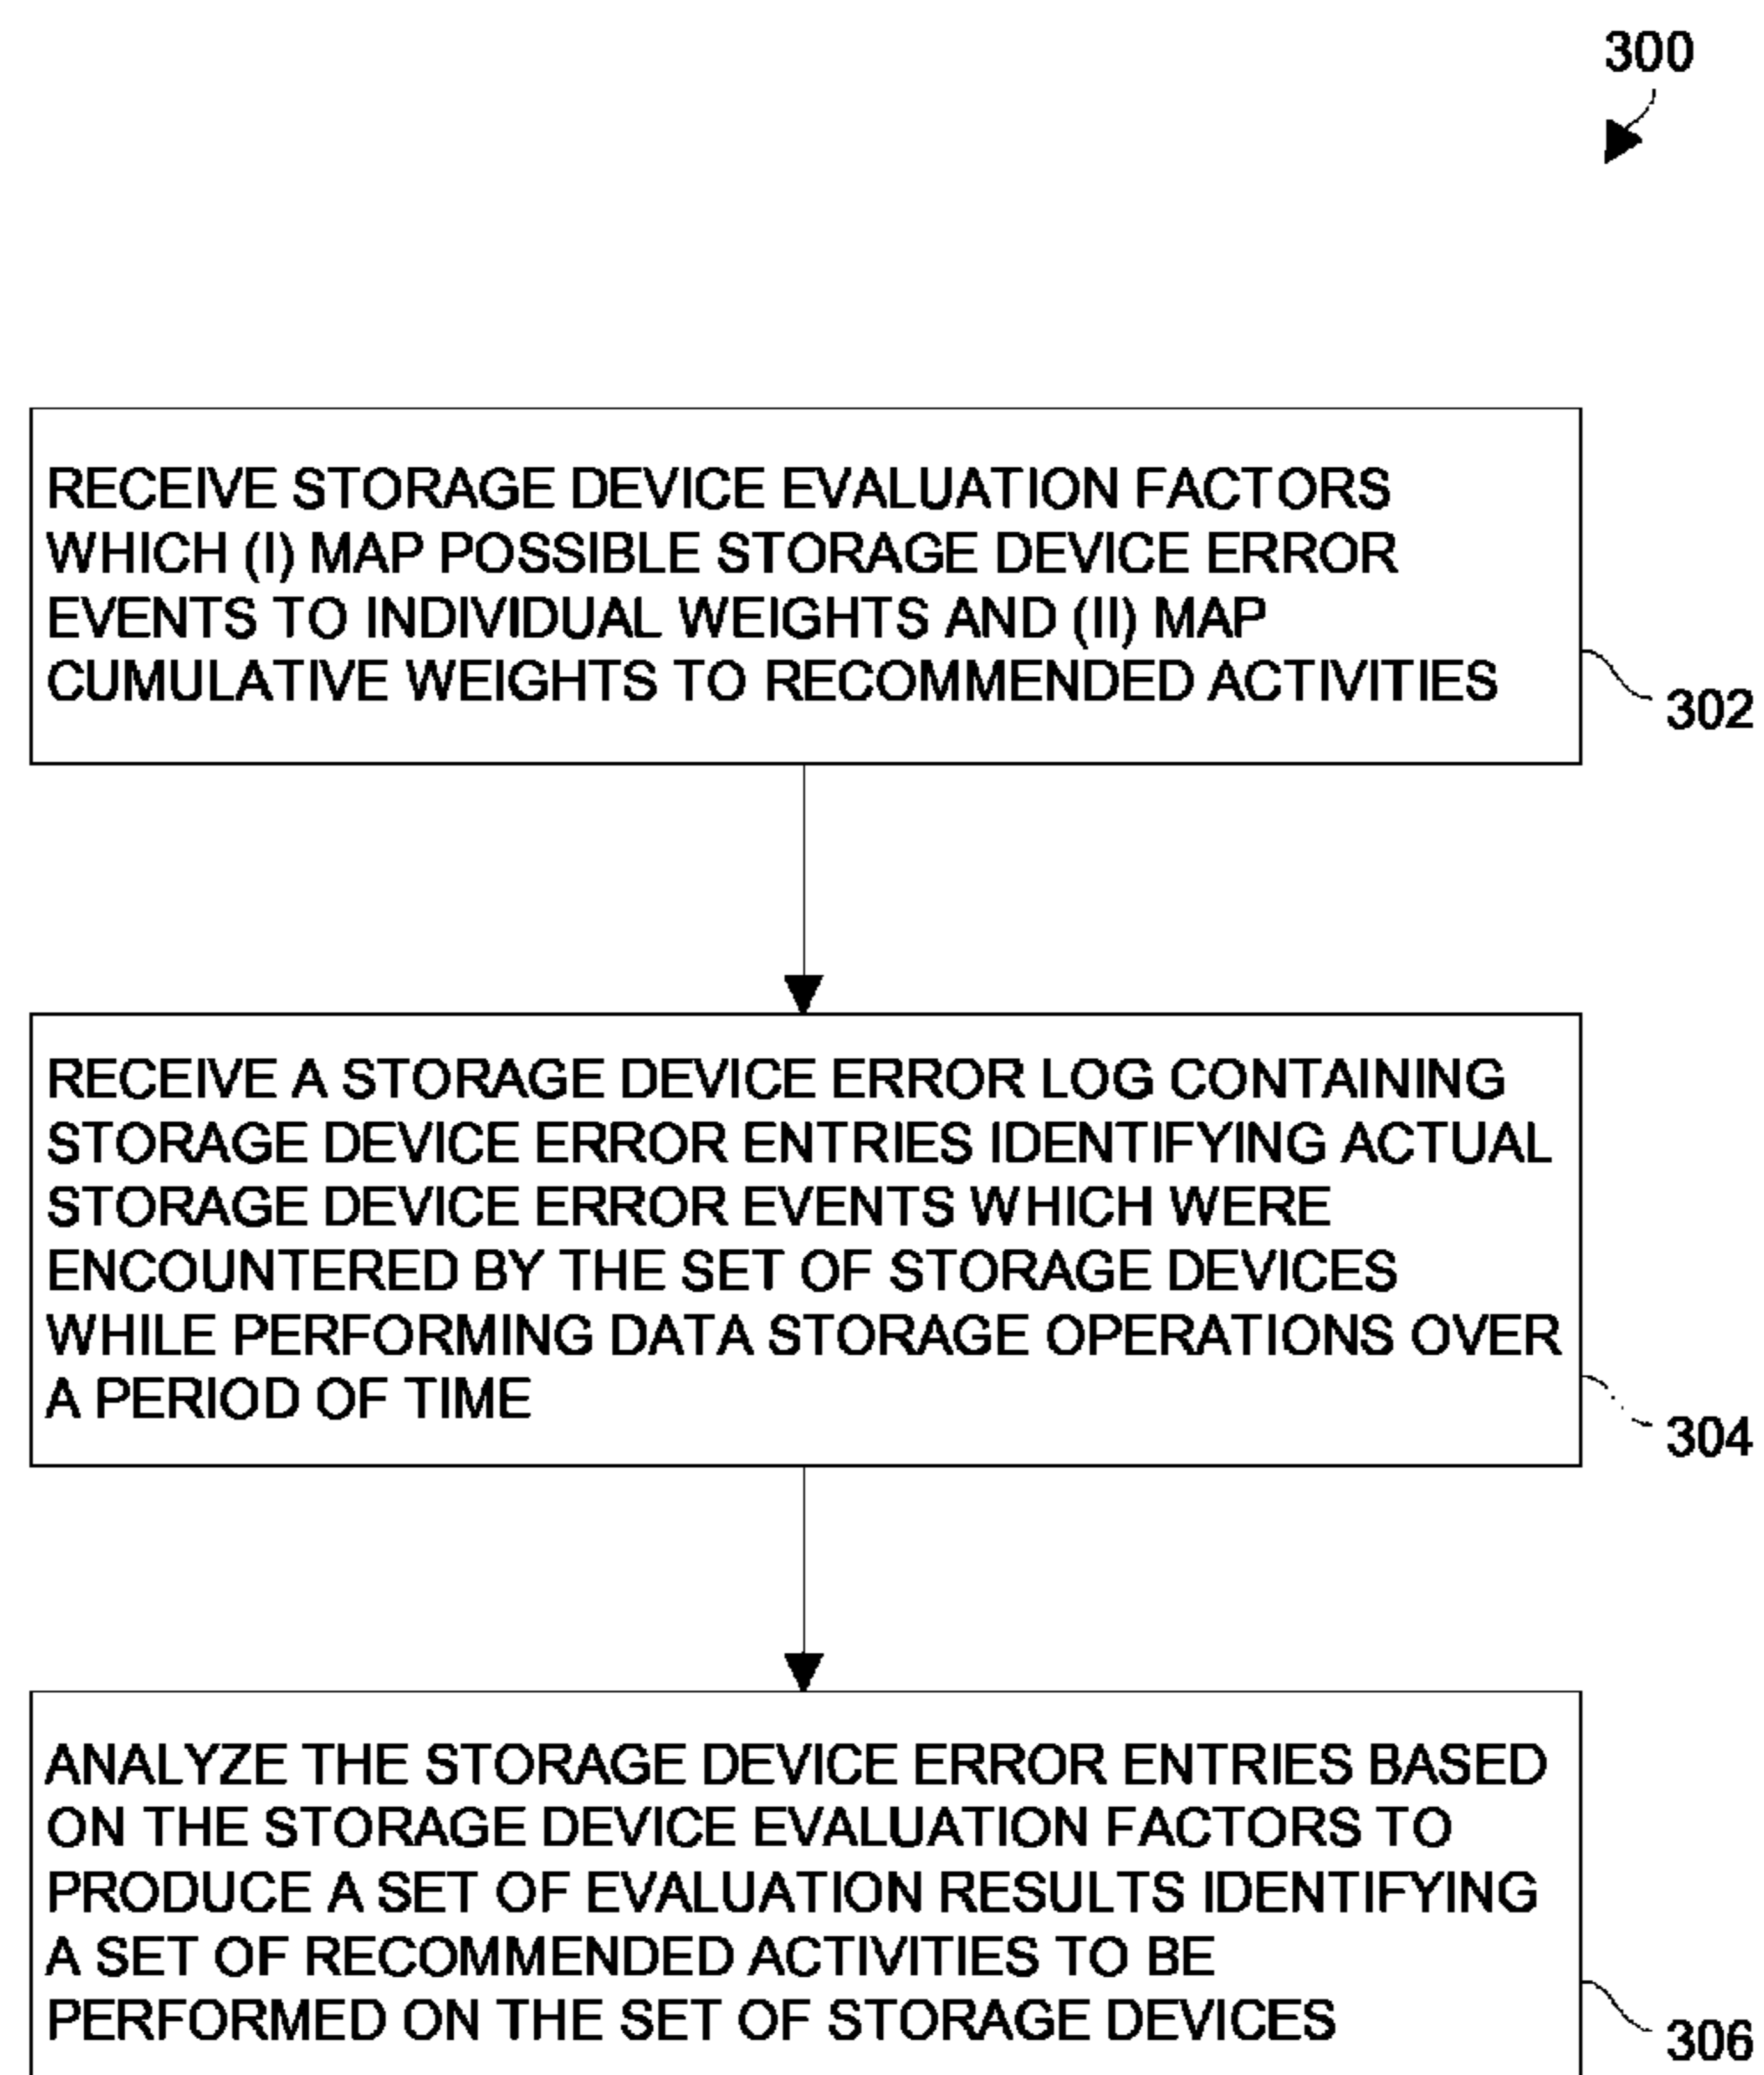 300
RECEIVE STORAGE DEVICE EVALUATION FACTORS
WHICH (I) MAP POSSIBLE STORAGE DEVICE ERROR
EVENTS TO INDIVIDUAL WEIGHTS AND (II) MAP
CUMULATIVE WEIGHTS TO RECOMMENDED ACTIVITIES
302
RECEIVE A STORAGE DEVICE ERROR LOG CONTAINING
STORAGE DEVICE ERROR ENTRIES IDENTIFYING ACTUAL
STORAGE DEVICE ERROR EVENTS WHICH WERE
ENCOUNTERED BY THE SET OF STORAGE DEVICES
WHILE PERFORMING DATA STORAGE OPERATIONS OVER
A PERIOD OF TIME
304
ANALYZE THE STORAGE DEVICE ERROR ENTRIES BASED
ON THE STORAGE DEVICE EVALUATION FACTORS TO
PRODUCE A SET OF EVALUATION RESULTS IDENTIFYING
A SET OF RECOMMENDED ACTIVITIES TO BE
PERFORMED ON THE SET OF STORAGE DEVICES
306